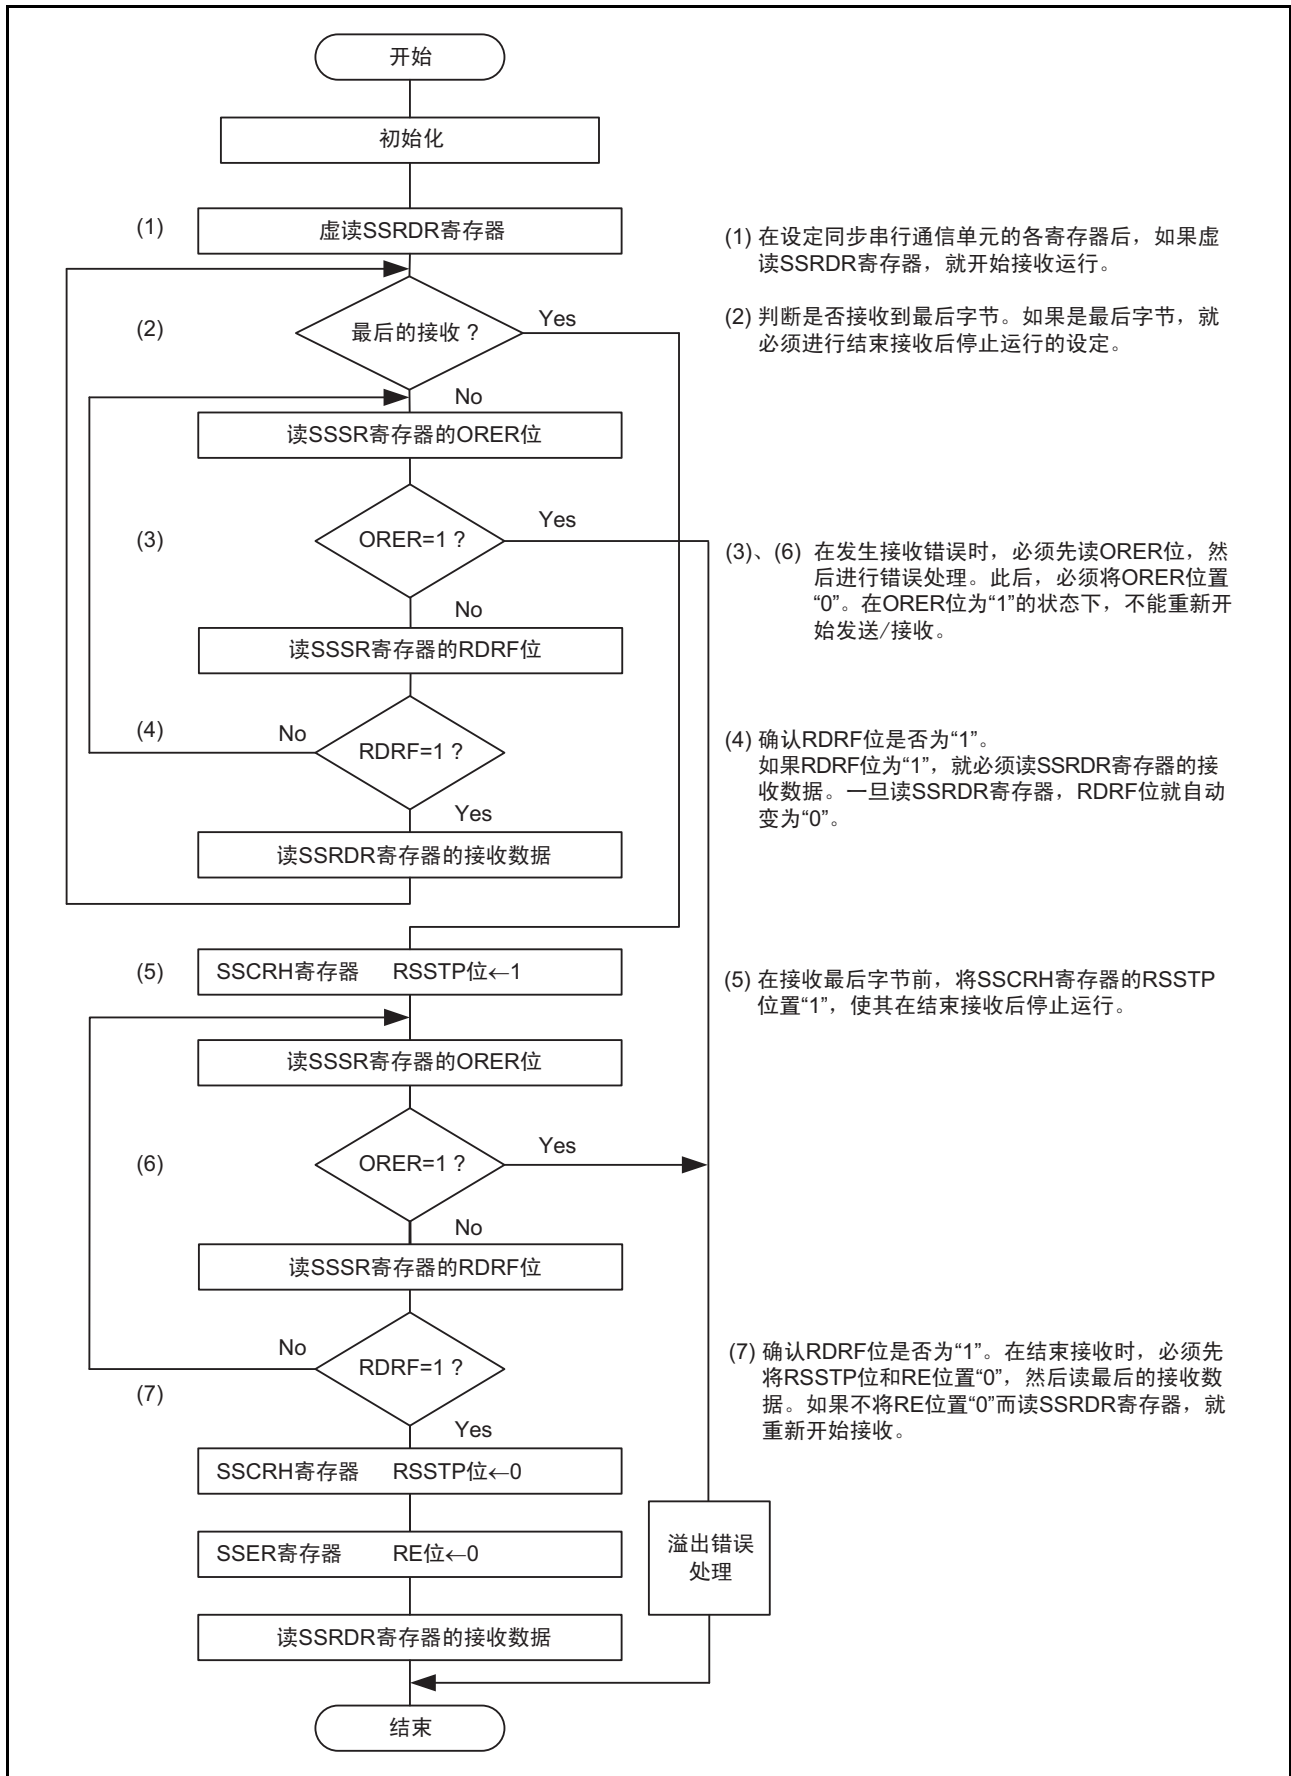 开始
初始化
(1)
虚读SSRDR寄存器
(1) 在设定同步串行通信单元的各寄存器后，如果虚
读SSRDR寄存器，就开始接收运行。
(2)
最后的接收？
Yes
(2) 判断是否接收到最后字节。如果是最后字节，就
必须进行结束接收后停止运行的设定。
No
读SSSR寄存器的ORER位
(3)
ORER=1？
Yes
(3)、(6) 在发生接收错误时，必须先读ORER位，然
后进行错误处理。此后，必须将ORER位置
“0”。在ORER位为“1”的状态下，不能重新开
始发送/接收。
No
读SSSR寄存器的RDRF位
(4)
No
RDRF=1？
(4) 确认RDRF位是否为“1”。
如果RDRF位为“1”，就必须读SSRDR寄存器的接
收数据。一旦读SSRDR寄存器，RDRF位就自动
变为“0”。
Yes
读SSRDR寄存器的接收数据
(5)
SSCRH寄存器 RSSTP位←1
(5) 在接收最后字节前，将SSCRH寄存器的RSSTP
位置“1”，使其在结束接收后停止运行。
读SSSR寄存器的ORER位
(6)
ORER=1？
Yes
No
读SSSR寄存器的RDRF位
No
RDRF=1？
(7)
(7) 确认RDRF位是否为“1”。在结束接收时，必须先
将RSSTP位和RE位置“0”，然后读最后的接收数
据。如果不将RE位置“0”而读SSRDR寄存器，就
重新开始接收。
Yes
SSCRH寄存器 RSSTP位←0
SSER寄存器 RE位←0
溢出错误
处理
读SSRDR寄存器的接收数据
结束